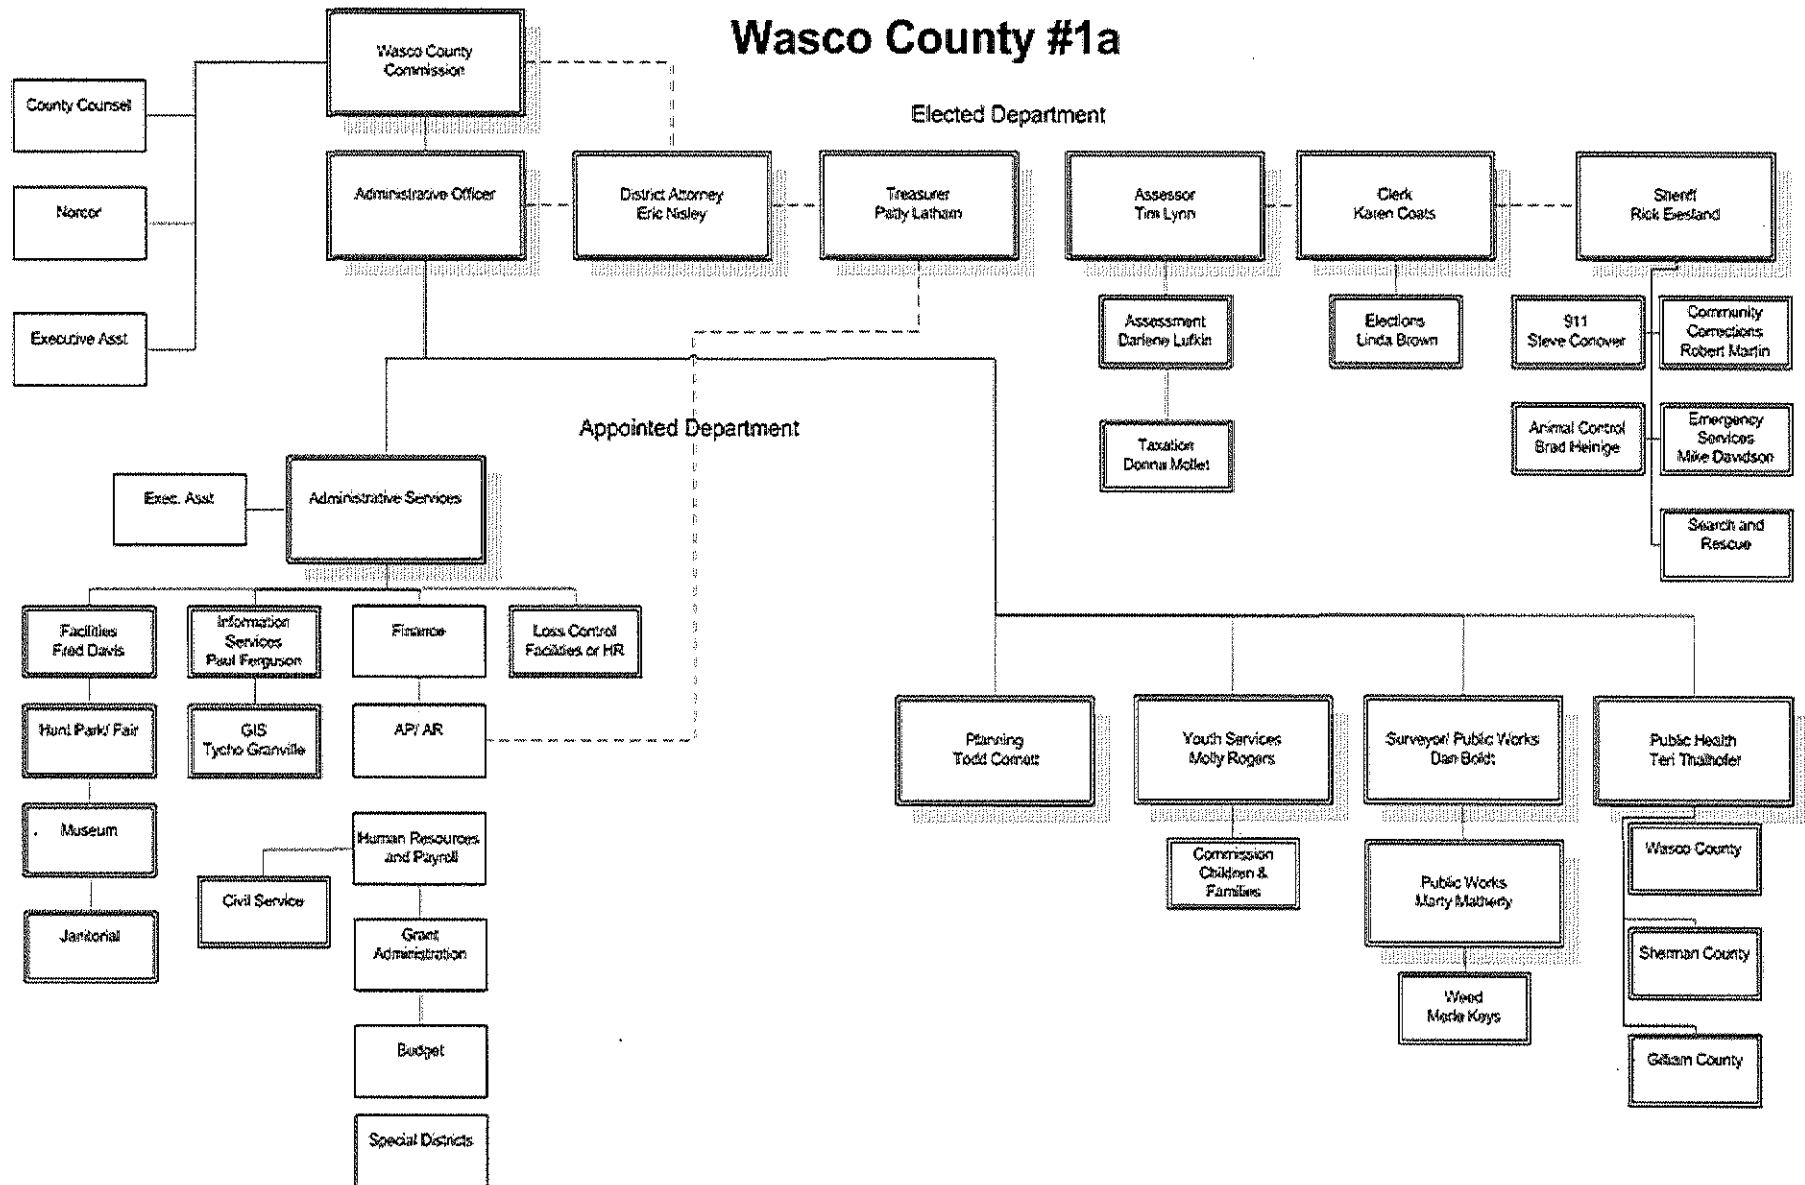 Wasco County #1a
Wasco County
Commission
County Counsel
Norcor
Executive Asst
Elected Department
Administrative Officer
District Attorney
Eric Nisley
Treasurer
Patty Latham
Assessor
Tim Lynn
Clerk
Karen Coats
Sheriff
Rick Eiesland
Assessment
Darlene Lufkin
Taxation
Donna Mollet
Elections
Linda Brown
911
Steve Conover
Community
Corrections
Robert Martin
Animal Control
Brad Heinige
Emergency
Services
Mike Davidson
Search and
Rescue
Appointed Department
Exec. Asst
Administrative Services
Facilities
Fred Davis
Information
Services
Paul Ferguson
Finance
Loss Control
Facilities or HR
Hunt Park/ Fair
GIS
Tycho Granville
AP/ AR
Museum
Human Resources
and Payroll
Civil Service
Janitorial
Grant
Administration
Budget
Special Districts
Planning
Todd Cornett
Youth Services
Molly Rogers
Surveyor/ Public Works
Dan Boldt
Public Health
Teri Thalhofer
Commission
Children &
Families
Public Works
Marty Matherly
Weed
Merle Keys
Wasco County
Sherman County
Gilliam County